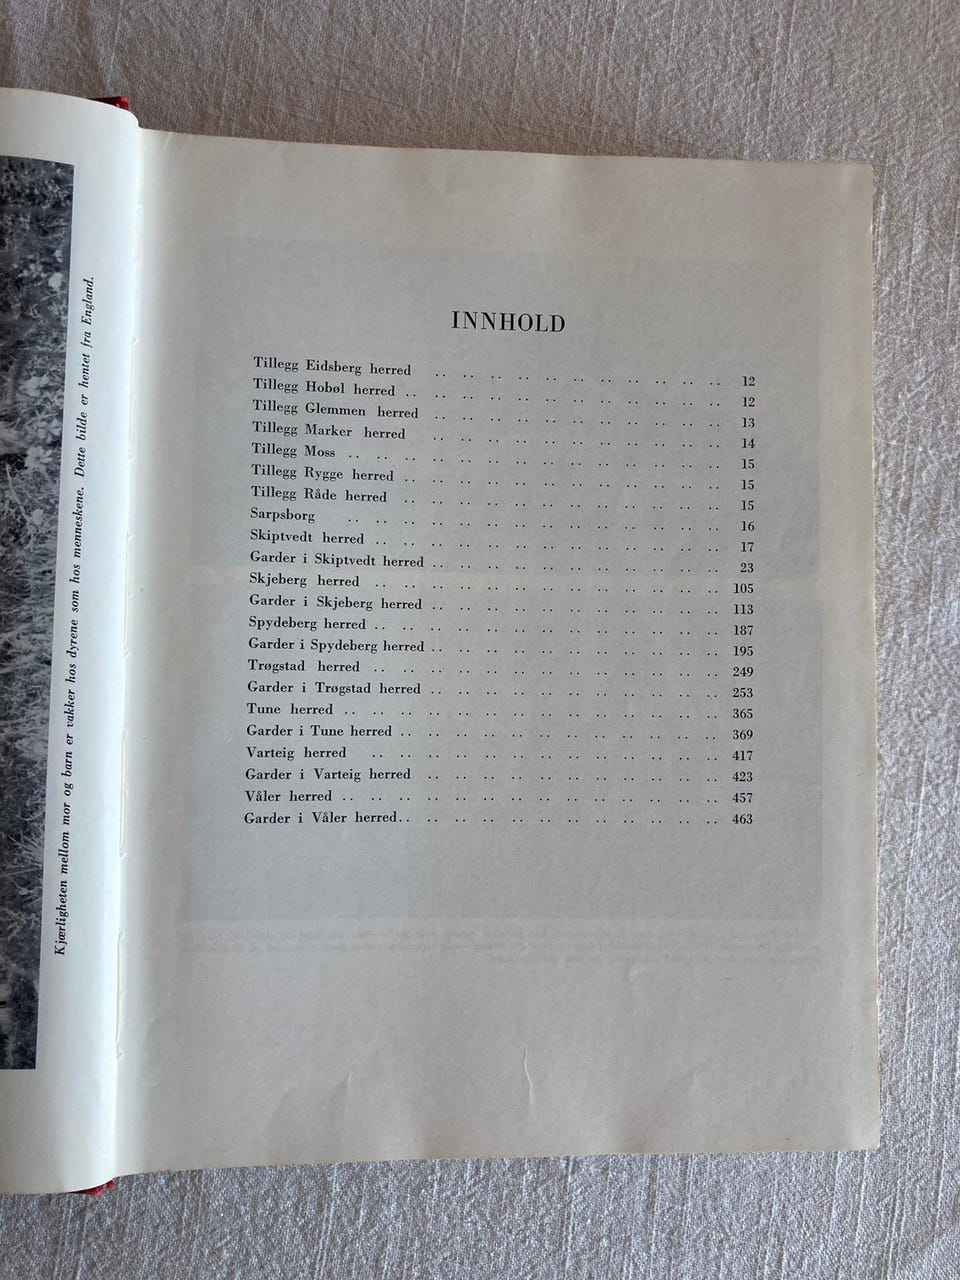 Kjærligheten mellom mor og barn er vakker hos dyrene som hos menneskene. Dette bilde er hentet fra England.
INNHOLD
Tillegg Eidsberg herred .. .. .. .. .. .. .. .. .. .. .. 12
Tillegg Hobøl herred .. .. .. .. .. .. .. .. .. .. .. .. 12
Tillegg Glemmen herred .. .. .. .. .. .. .. .. .. .. .. 13
Tillegg Marker herred .. .. .. .. .. .. .. .. .. .. .. 14
Tillegg Moss .. .. .. .. .. .. .. .. .. .. .. .. .. .. 15
Tillegg Rygge herred .. .. .. .. .. .. .. .. .. .. .. .. 15
Tillegg Råde herred .. .. .. .. .. .. .. .. .. .. .. .. 15
Sarpsborg .. .. .. .. .. .. .. .. .. .. .. .. .. .. 16
Skiptvedt herred .. .. .. .. .. .. .. .. .. .. .. .. .. 17
Garder i Skiptvedt herred .. .. .. .. .. .. .. .. .. .. .. 23
Skjeberg herred .. .. .. .. .. .. .. .. .. .. .. .. .. 105
Garder i Skjeberg herred .. .. .. .. .. .. .. .. .. .. .. 113
Spydeberg herred .. .. .. .. .. .. .. .. .. .. .. .. .. 187
Garder i Spydeberg herred .. .. .. .. .. .. .. .. .. .. .. 195
Trøgstad herred .. .. .. .. .. .. .. .. .. .. .. .. .. 249
Garder i Trøgstad herred .. .. .. .. .. .. .. .. .. .. .. 253
Tune herred .. .. .. .. .. .. .. .. .. .. .. .. .. .. 365
Garder i Tune herred .. .. .. .. .. .. .. .. .. .. .. .. 369
Varteig herred .. .. .. .. .. .. .. .. .. .. .. .. .. 417
Garder i Varteig herred .. .. .. .. .. .. .. .. .. .. .. 423
Våler herred .. .. .. .. .. .. .. .. .. .. .. .. .. .. 457
Garder i Våler herred .. .. .. .. .. .. .. .. .. .. .. .. 463